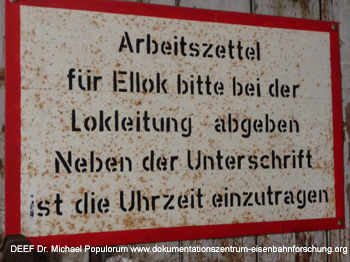 Arbeitszettel
für Ellok bitte bei der
Lokleitung abgeben
Neben der Unterschrift
ist die Uhrzeit einzutragen
DEEF Dr. Michael Populorum www.dokumentationszentrum-eisenbahnforschung.org